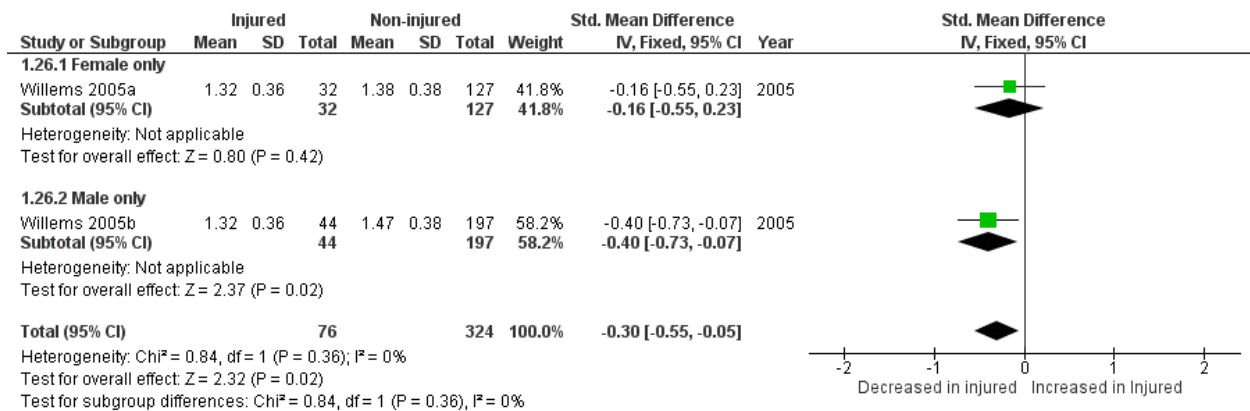 Injured Non-injured Std. Mean Difference Std. Mean Difference
Study or Subgroup Mean SD Total Mean SD Total Weight IV, Fixed, 95% CI Year IV, Fixed, 95% CI
1.26.1 Female only
Willems 2005a 1.32 0.36 32 1.38 0.38 127 41.8% -0.16 [-0.55, 0.23] 2005
Subtotal (95% CI) 32 127 41.8% -0.16 [-0.55, 0.23]
Heterogeneity: Not applicable
Test for overall effect: Z = 0.80 (P = 0.42)
1.26.2 Male only
Willems 2005b 1.32 0.36 44 1.47 0.38 197 58.2% -0.40 [-0.73, -0.07] 2005
Subtotal (95% CI) 44 197 58.2% -0.40 [-0.73, -0.07]
Heterogeneity: Not applicable
Test for overall effect: Z = 2.37 (P = 0.02)
Total (95% CI) 76 324 100.0% -0.30 [-0.55, -0.05]
Heterogeneity: Chi² = 0.84, df = 1 (P = 0.36); I² = 0%
Test for overall effect: Z = 2.32 (P = 0.02)
Test for subgroup differences: Chi² = 0.84, df = 1 (P = 0.36), I² = 0%
-2 -1 0 1 2
Decreased in injured Increased in Injured